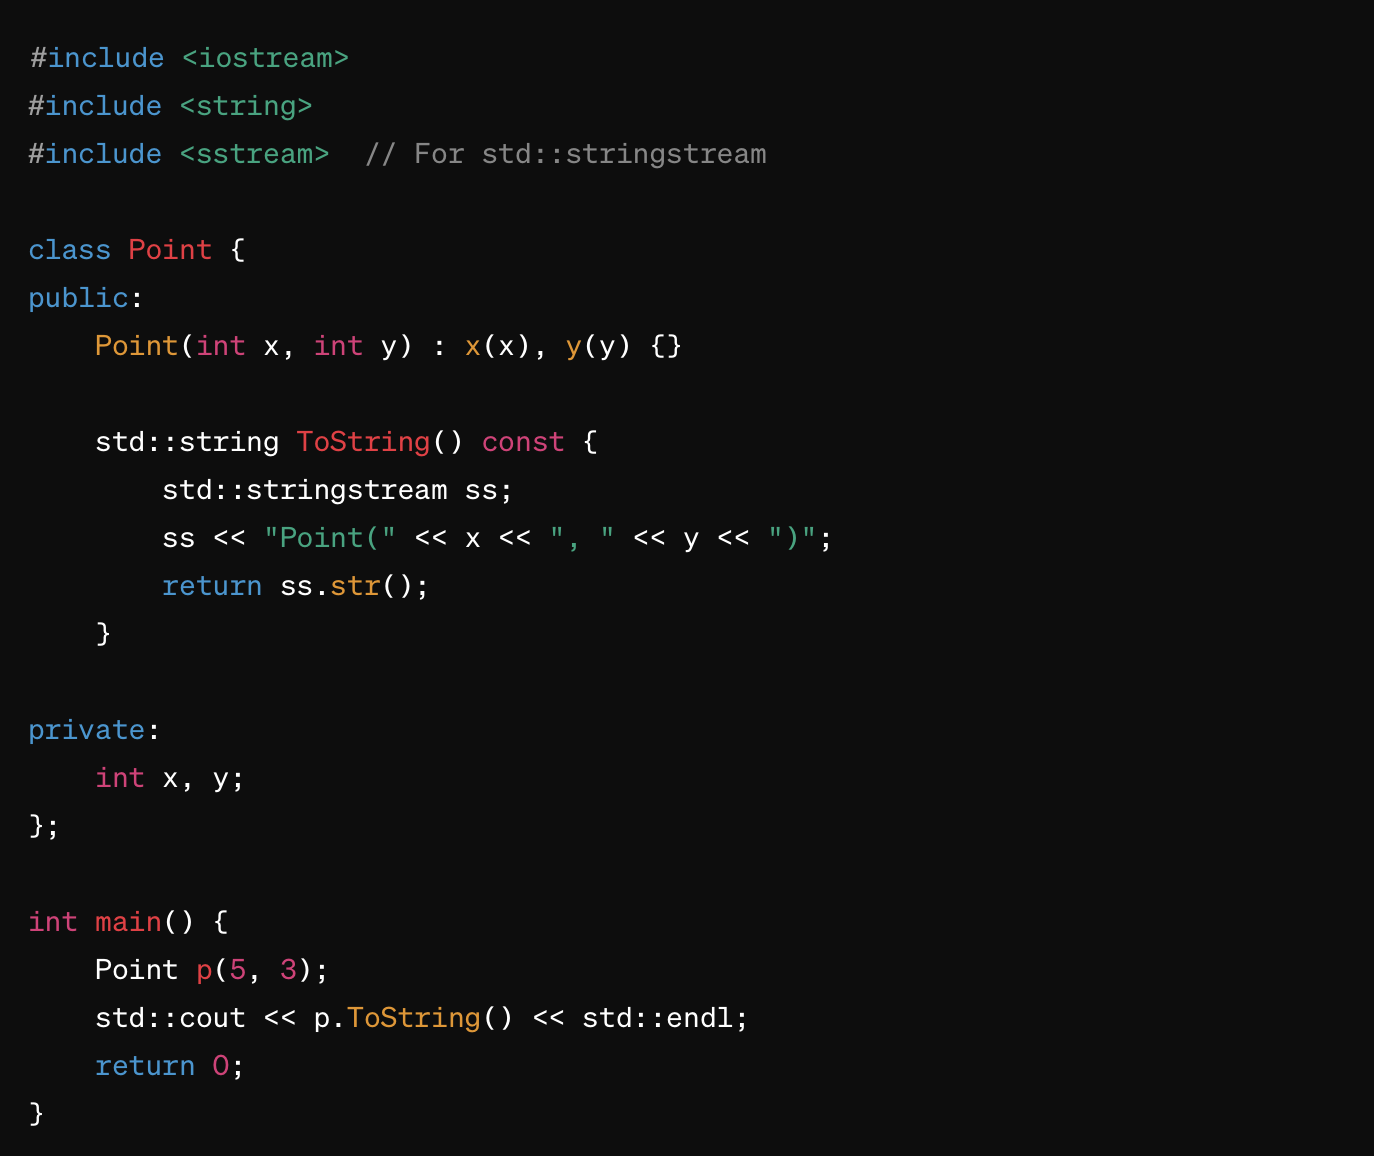 #include <iostream>
#include <string>
#include <sstream>  // For std::stringstream

class Point {
public:
    Point(int x, int y) : x(x), y(y) {}

    std::string ToString() const {
        std::stringstream ss;
        ss << "Point(" << x << ", " << y << ")";
        return ss.str();
    }

private:
    int x, y;
};

int main() {
    Point p(5, 3);
    std::cout << p.ToString() << std::endl;
    return 0;
}